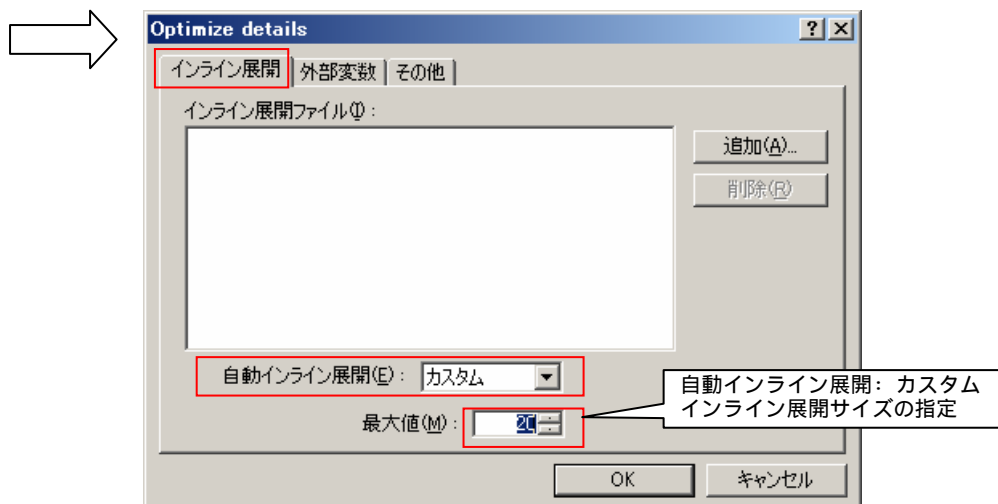 Optimize details
インライン展開 外部変数 その他
インライン展開ファイル(I) :
追加(A)...
削除(R)
自動インライン展開(E) : カスタム
自動インライン展開: カスタム
インライン展開サイズの指定
最大値(M) : 20
OK キャンセル